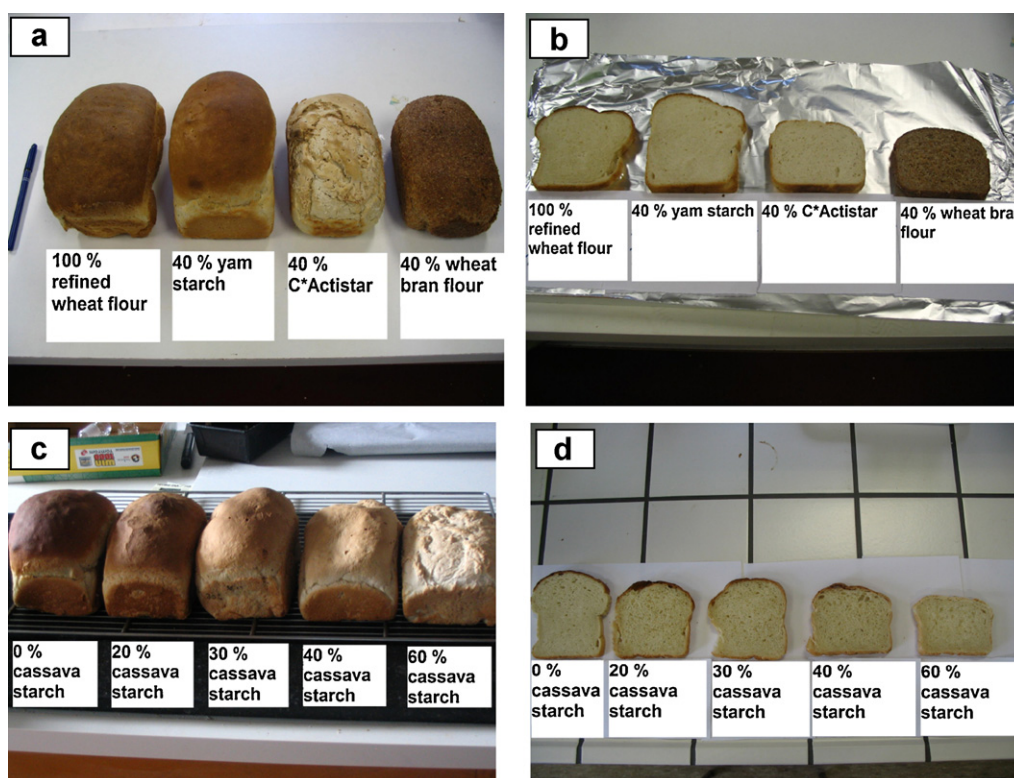 a
100 %
refined
wheat flour
40 % yam
starch
40 %
C*Actistar
40 % wheat
bran flour
b
100 %
refined
wheat flour
40 % yam starch
40 % C*Actistar
40 % wheat bra
flour
c
0 %
cassava
starch
20 %
cassava
starch
30 %
cassava
starch
40 %
cassava
starch
60 %
cassava
starch
d
0 %
cassava
starch
20 %
cassava
starch
30 %
cassava
starch
40 %
cassava
starch
60 %
cassava
starch